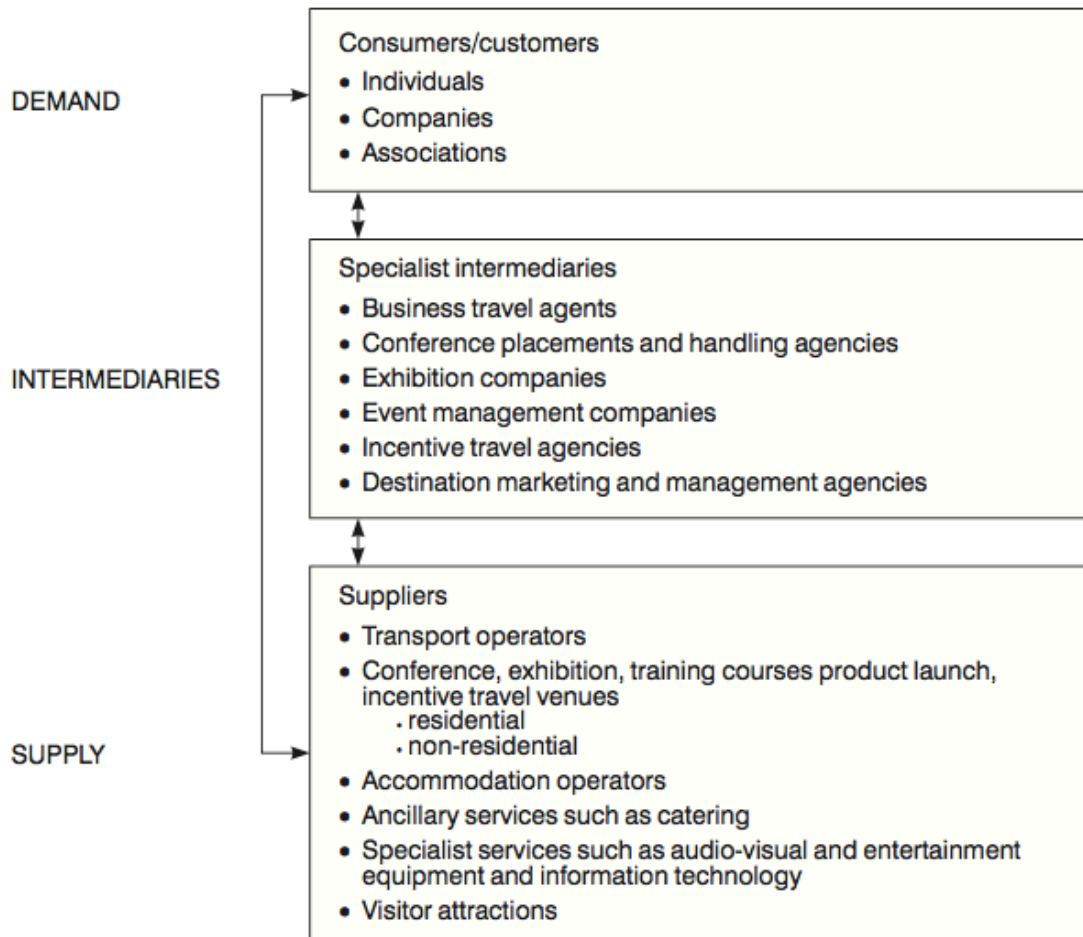 Consumers/customers
• Individuals
DEMAND
• Companies
• Associations
Specialist intermediaries
• Business travel agents
• Conference placements and handling agencies
INTERMEDIARIES
• Exhibition companies
• Event management companies
• Incentive travel agencies
• Destination marketing and management agencies
Suppliers
• Transport operators
• Conference, exhibition, training courses product launch,
incentive travel venues
• residential
• non-residential
SUPPLY
• Accommodation operators
• Ancillary services such as catering
• Specialist services such as audio-visual and entertainment
equipment and information technology
• Visitor attractions